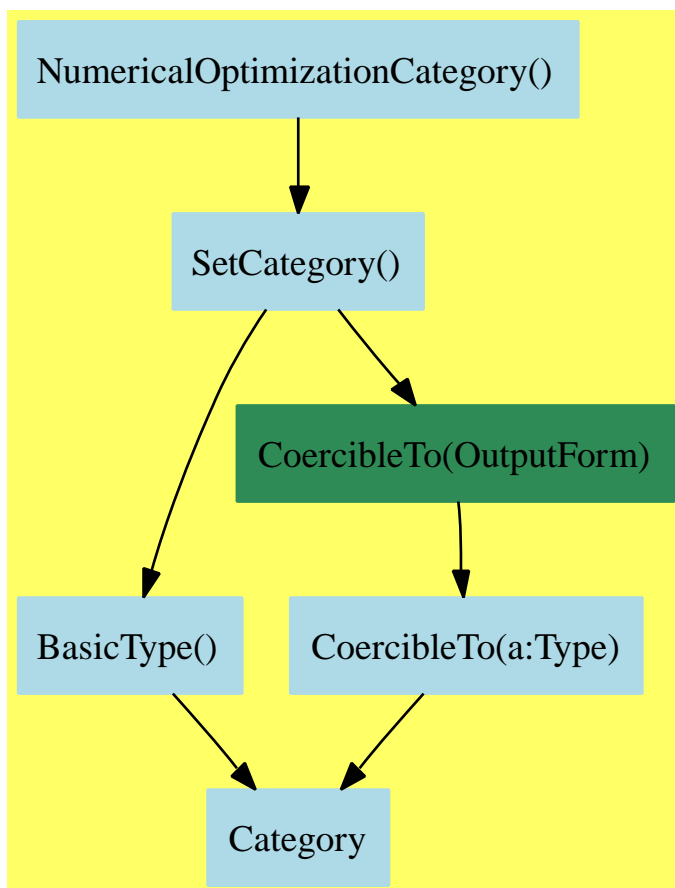 NumericalOptimizationCategory()
SetCategory()
CoercibleTo(OutputForm)
BasicType()
CoercibleTo(a:Type)
Category